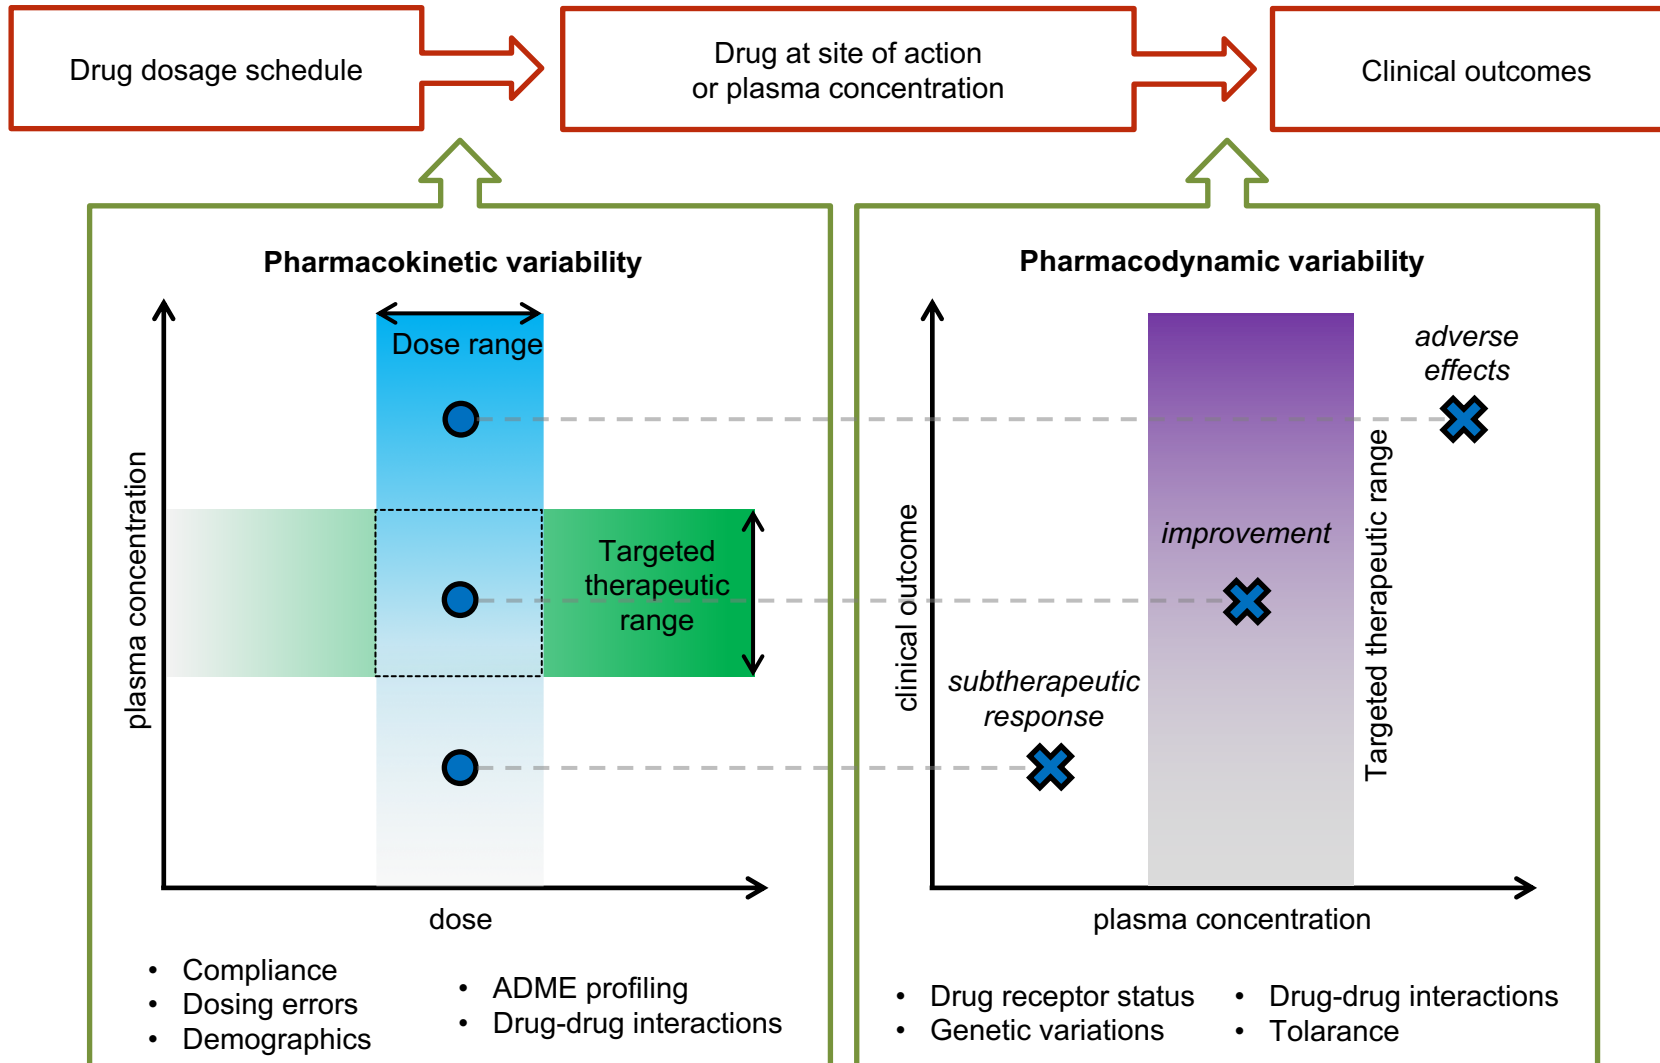 Drug dosage schedule
Drug at site of action
or plasma concentration
Clinical outcomes
Pharmacokinetic variability
Dose range
plasma concentration
Targeted
therapeutic
range
dose
• Compliance
• Dosing errors
• Demographics
• ADME profiling
• Drug-drug interactions
Pharmacodynamic variability
adverse
effects
improvement
subtherapeutic
response
clinical outcome
Targeted therapeutic range
plasma concentration
• Drug receptor status
• Genetic variations
• Drug-drug interactions
• Tolarance